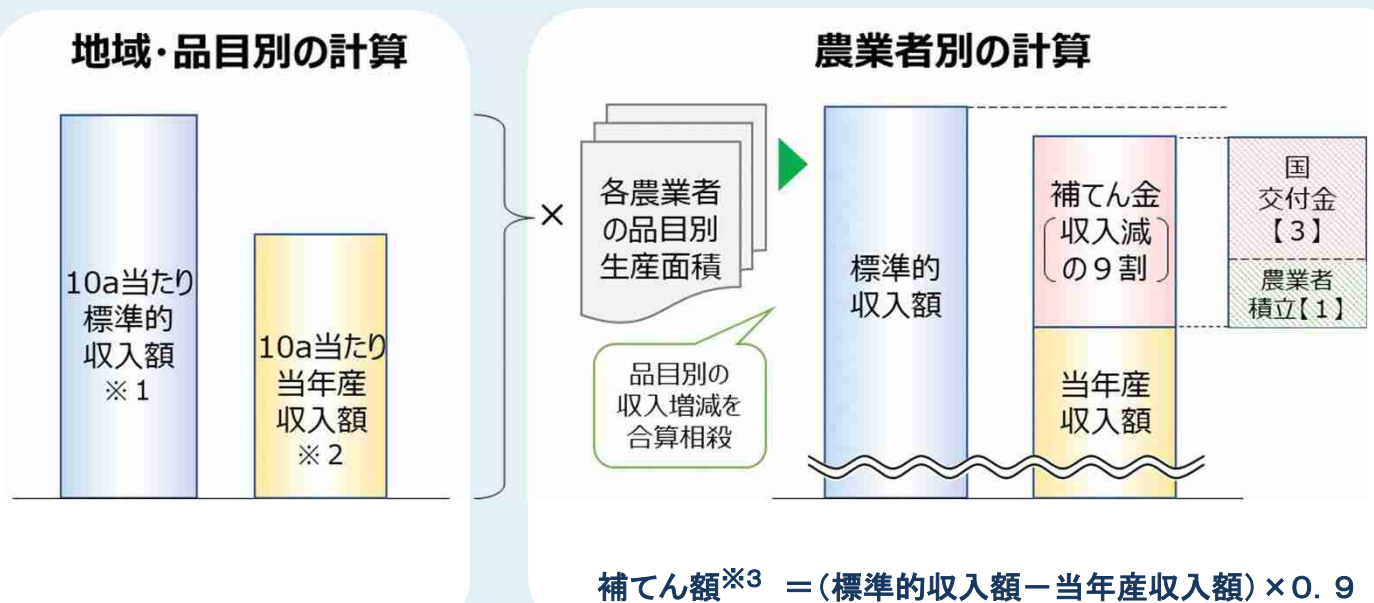 地域・品目別の計算
10a当たり
標準的
収入額
※1
10a当たり
当年産
収入額
※2
農業者別の計算
×
各農業者
の品目別
生産面積
品目別の
収入増減を
合算相殺
標準的
収入額
補てん金
収入減
の9割
当年産
収入額
国
交付金
【3】
農業者
積立【1】
補てん額※3 =(標準的収入額-当年産収入額)×0.9